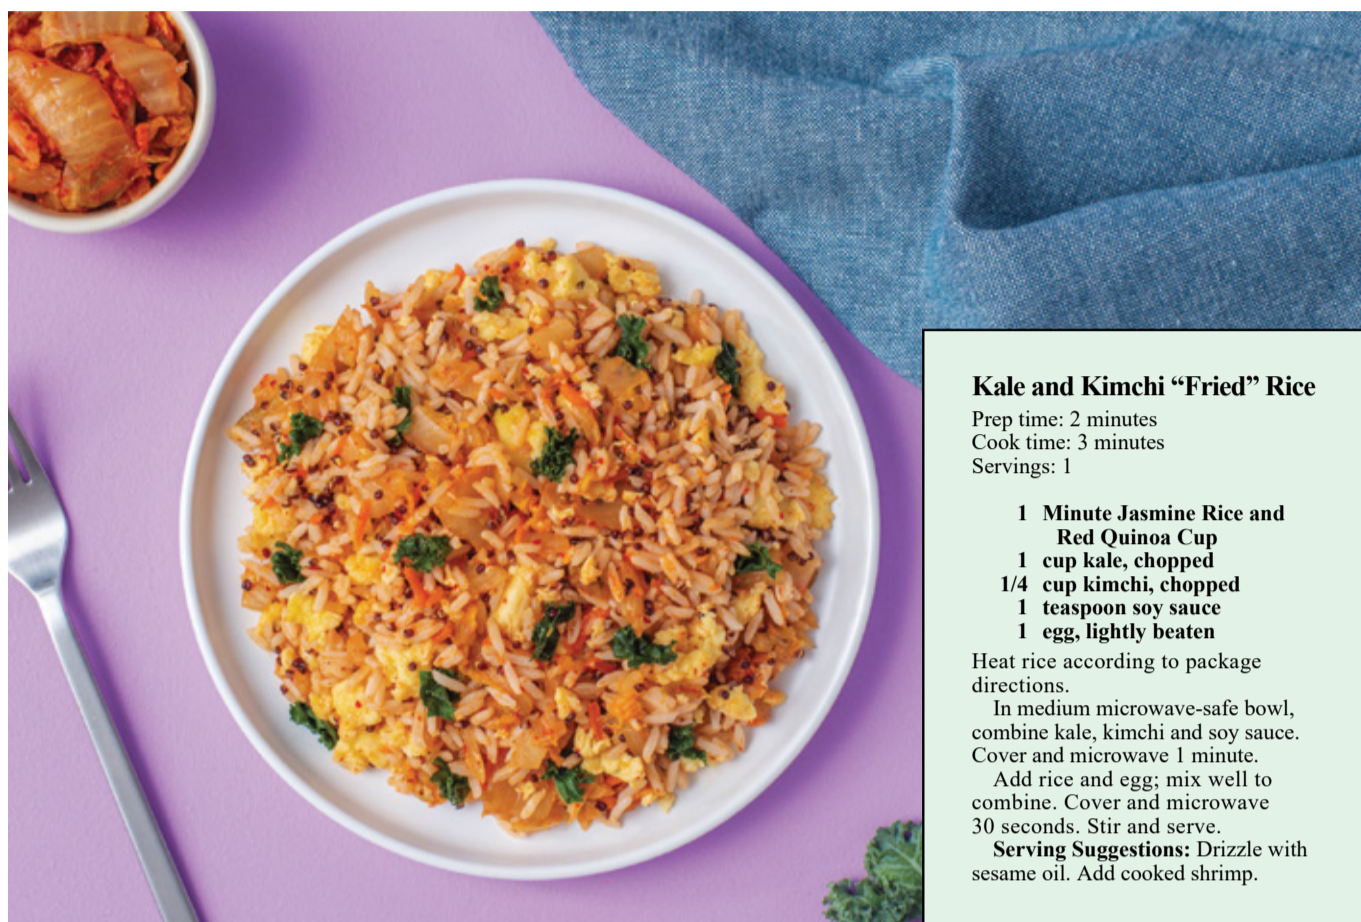 Kale and Kimchi “Fried” Rice
Prep time: 2 minutes
Cook time: 3 minutes
Servings: 1
1 Minute Jasmine Rice and
Red Quinoa Cup
1 cup kale, chopped
1/4 cup kimchi, chopped
1 teaspoon soy sauce
1 egg, lightly beaten
Heat rice according to package
directions.
In medium microwave-safe bowl,
combine kale, kimchi and soy sauce.
Cover and microwave 1 minute.
Add rice and egg; mix well to
combine. Cover and microwave
30 seconds. Stir and serve.
Serving Suggestions: Drizzle with
sesame oil. Add cooked shrimp.